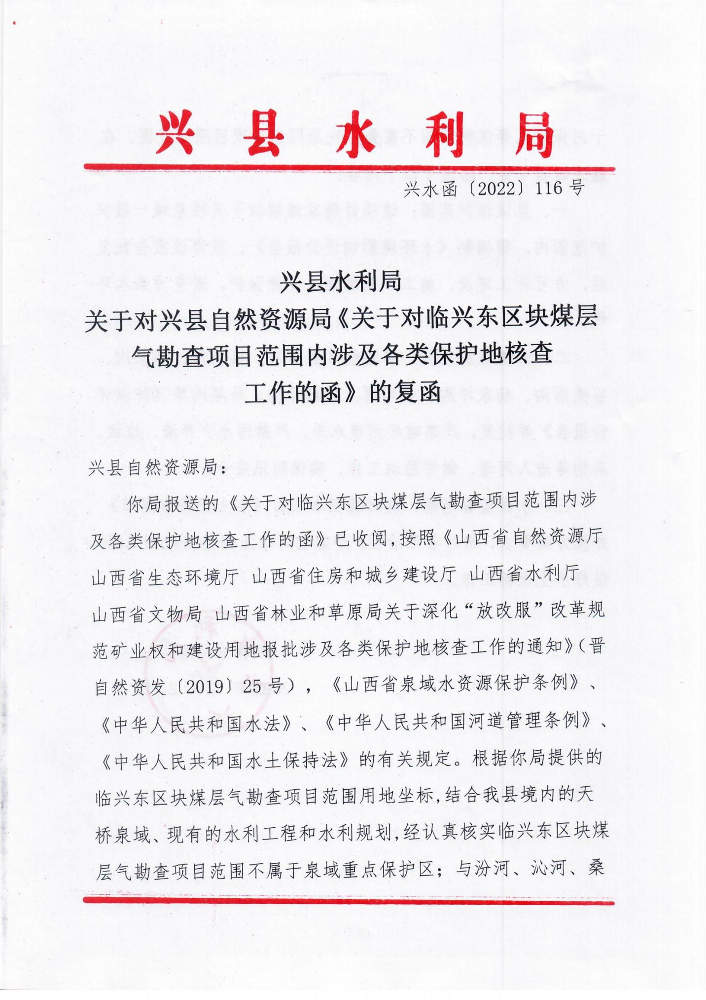 兴县水利局
兴水函〔2022〕116号
兴县水利局
关于对兴县自然资源局《关于对临兴东区块煤层
气勘查项目范围内涉及各类保护地核查
工作的函》的复函
兴县自然资源局：
你局报送的《关于对临兴东区块煤层气勘查项目范围内涉
及各类保护地核查工作的函》已收阅,按照《山西省自然资源厅
山西省生态环境厅 山西省住房和城乡建设厅 山西省水利厅
山西省文物局 山西省林业和草原局关于深化“放改服”改革规
范矿业权和建设用地报批涉及各类保护地核查工作的通知》（晋
自然资发〔2019〕25号），《山西省泉域水资源保护条例》、
《中华人民共和国水法》、《中华人民共和国河道管理条例》、
《中华人民共和国水土保持法》的有关规定。根据你局提供的
临兴东区块煤层气勘查项目范围用地坐标,结合我县境内的天
桥泉域、现有的水利工程和水利规划,经认真核实临兴东区块煤
层气勘查项目范围不属于泉域重点保护区；与汾河、沁河、桑